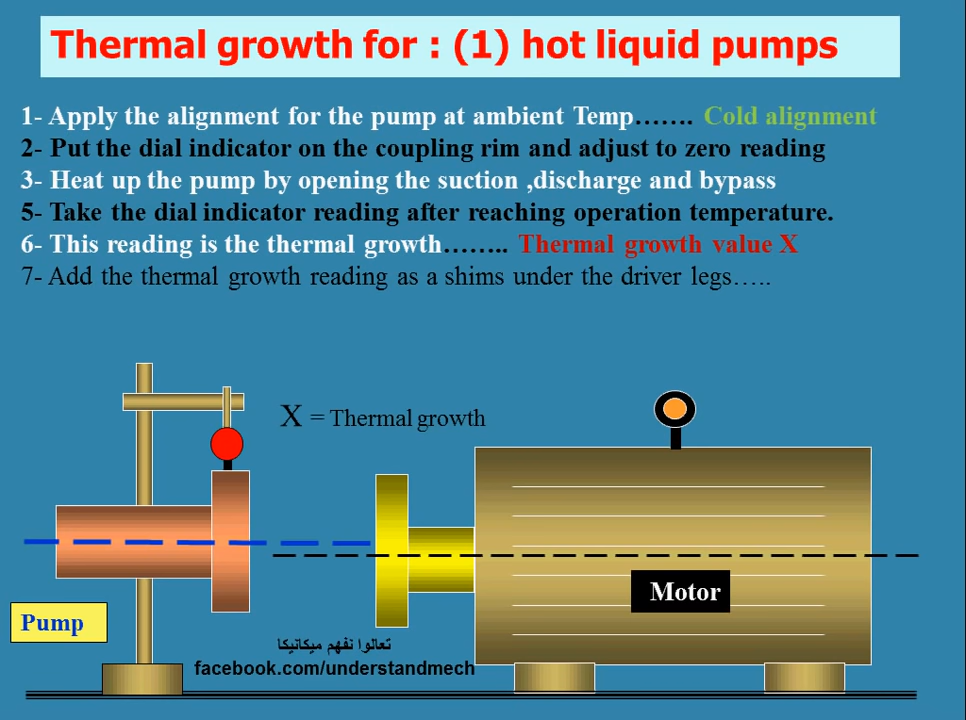 Thermal growth for : (1) hot liquid pumps
1- Apply the alignment for the pump at ambient Temp……. Cold alignment
2- Put the dial indicator on the coupling rim and adjust to zero reading
3- Heat up the pump by opening the suction ,discharge and bypass
5- Take the dial indicator reading after reaching operation temperature.
6- This reading is the thermal growth…….. Thermal growth value X
7- Add the thermal growth reading as a shims under the driver legs…..
X = Thermal growth
Motor
Pump
تعالوا نفهم ميكانيكا
facebook.com/understandmech